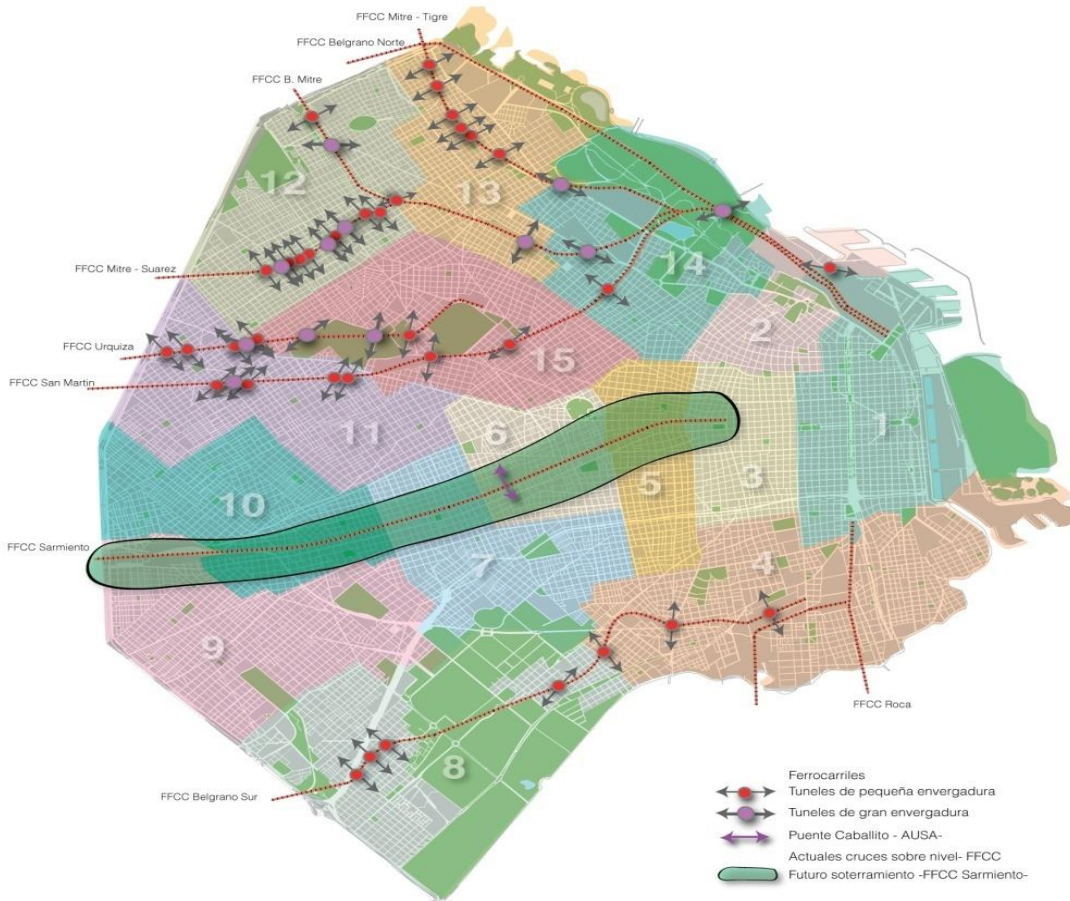 FFCC Mitre - Tigre
FFCC Belgrano Norte
FFCC B. Mitre
12
13
FFCC Mitre - Suarez
14
FFCC Urquiza
2
15
FFCC San Martin
11
6
1
10
5
3
FFCC Sarmiento
7
4
9
FFCC Roca
8
FFCC Belgrano Sur
Ferrocarriles
Tuneles de pequeña envergadura
Tuneles de gran envergadura
Puente Caballito - AUSA-
Actuales cruces sobre nivel- FFCC
Futuro soterramiento -FFCC Sarmiento-